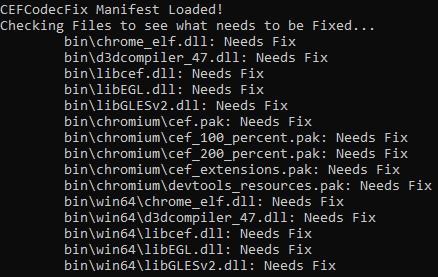 CEFCodecFix Manifest Loaded!
Checking Files to see what needs to be Fixed...
bin\chrome_elf.dll: Needs Fix
bin\d3dcompiler_47.dll: Needs Fix
bin\libcef.dll: Needs Fix
bin\libEGL.dll: Needs Fix
bin\libGLESv2.dll: Needs Fix
bin\chromium\cef.pak: Needs Fix
bin\chromium\cef_100_percent.pak: Needs Fix
bin\chromium\cef_200_percent.pak: Needs Fix
bin\chromium\cef_extensions.pak: Needs Fix
bin\chromium\devtools_resources.pak: Needs Fix
bin\win64\chrome_elf.dll: Needs Fix
bin\win64\d3dcompiler_47.dll: Needs Fix
bin\win64\libcef.dll: Needs Fix
bin\win64\libEGL.dll: Needs Fix
bin\win64\libGLESv2.dll: Needs Fix